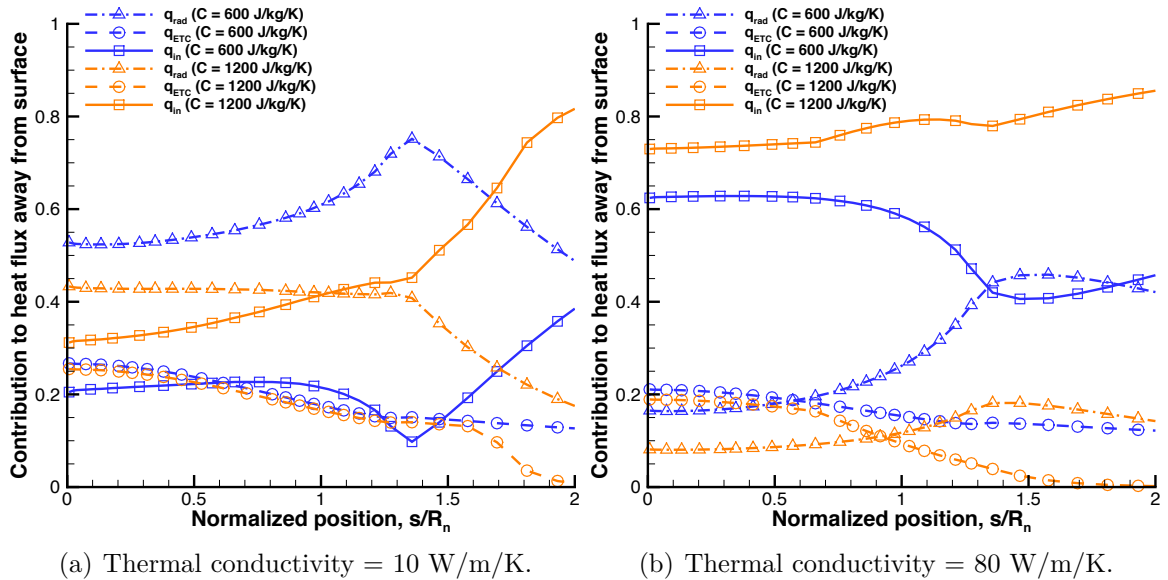 q_rad (C = 600 J/kg/K)
q_ETC (C = 600 J/kg/K)
q_in (C = 600 J/kg/K)
q_rad (C = 1200 J/kg/K)
q_ETC (C = 1200 J/kg/K)
q_in (C = 1200 J/kg/K)
Contribution to heat flux away from surface
1
0.8
0.6
0.4
0.2
0
0 0.5 1 1.5 2
Normalized position, s/R_n
(a) Thermal conductivity = 10 W/m/K.
q_rad (C = 600 J/kg/K)
q_ETC (C = 600 J/kg/K)
q_in (C = 600 J/kg/K)
q_rad (C = 1200 J/kg/K)
q_ETC (C = 1200 J/kg/K)
q_in (C = 1200 J/kg/K)
Contribution to heat flux away from surface
1
0.8
0.6
0.4
0.2
0
0 0.5 1 1.5 2
Normalized position, s/R_n
(b) Thermal conductivity = 80 W/m/K.